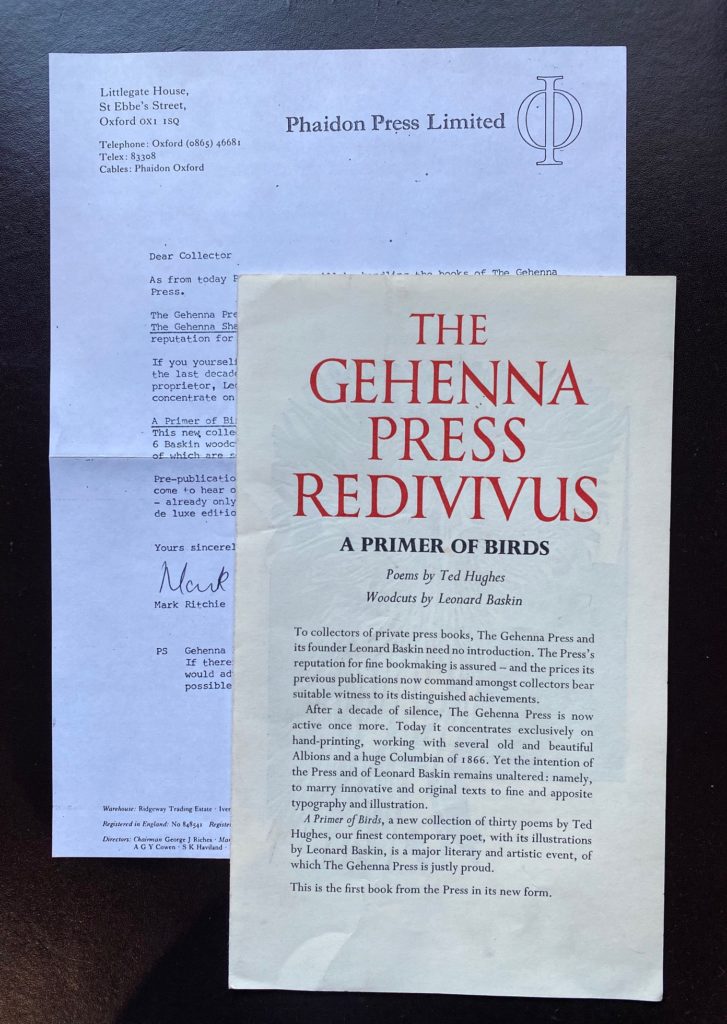 Littlegate House,
St Ebbe's Street,
Oxford OX1 1SQ
Telephone: Oxford (0865) 46681
Telex: 83308
Cables: Phaidon Oxford
Phaidon Press Limited
Dear Collector
As from today P handling the books of The Gehenna
Press.
The Gehenna Pre
The Gehenna Sha
reputation for
If you yoursel
the last decade
proprietor, Leo
concentrate on
A Primer of Bi
This new colle
6 Baskin woodcu
of which are s
Pre-publicatio
come to hear o
- already only
de luxe editio
Yours sincerel
Mark
Mark Ritchie
PS Gehenna
If there
would ad
possible
Warehouse: Ridgeway Trading Estate · Iver
Registered in England: No 848541 Registe
Directors: Chairman George J Riches · Ma
A G Y Cowen · S K Haviland ·
THE
GEHENNA
PRESS
REDIVIVUS
A PRIMER OF BIRDS
Poems by Ted Hughes
Woodcuts by Leonard Baskin
To collectors of private press books, The Gehenna Press and
its founder Leonard Baskin need no introduction. The Press's
reputation for fine bookmaking is assured – and the prices its
previous publications now command amongst collectors bear
suitable witness to its distinguished achievements.
After a decade of silence, The Gehenna Press is now
active once more. Today it concentrates exclusively on
hand-printing, working with several old and beautiful
Albions and a huge Columbian of 1866. Yet the intention of
the Press and of Leonard Baskin remains unaltered: namely,
to marry innovative and original texts to fine and apposite
typography and illustration.
A Primer of Birds, a new collection of thirty poems by Ted
Hughes, our finest contemporary poet, with its illustrations
by Leonard Baskin, is a major literary and artistic event, of
which The Gehenna Press is justly proud.
This is the first book from the Press in its new form.